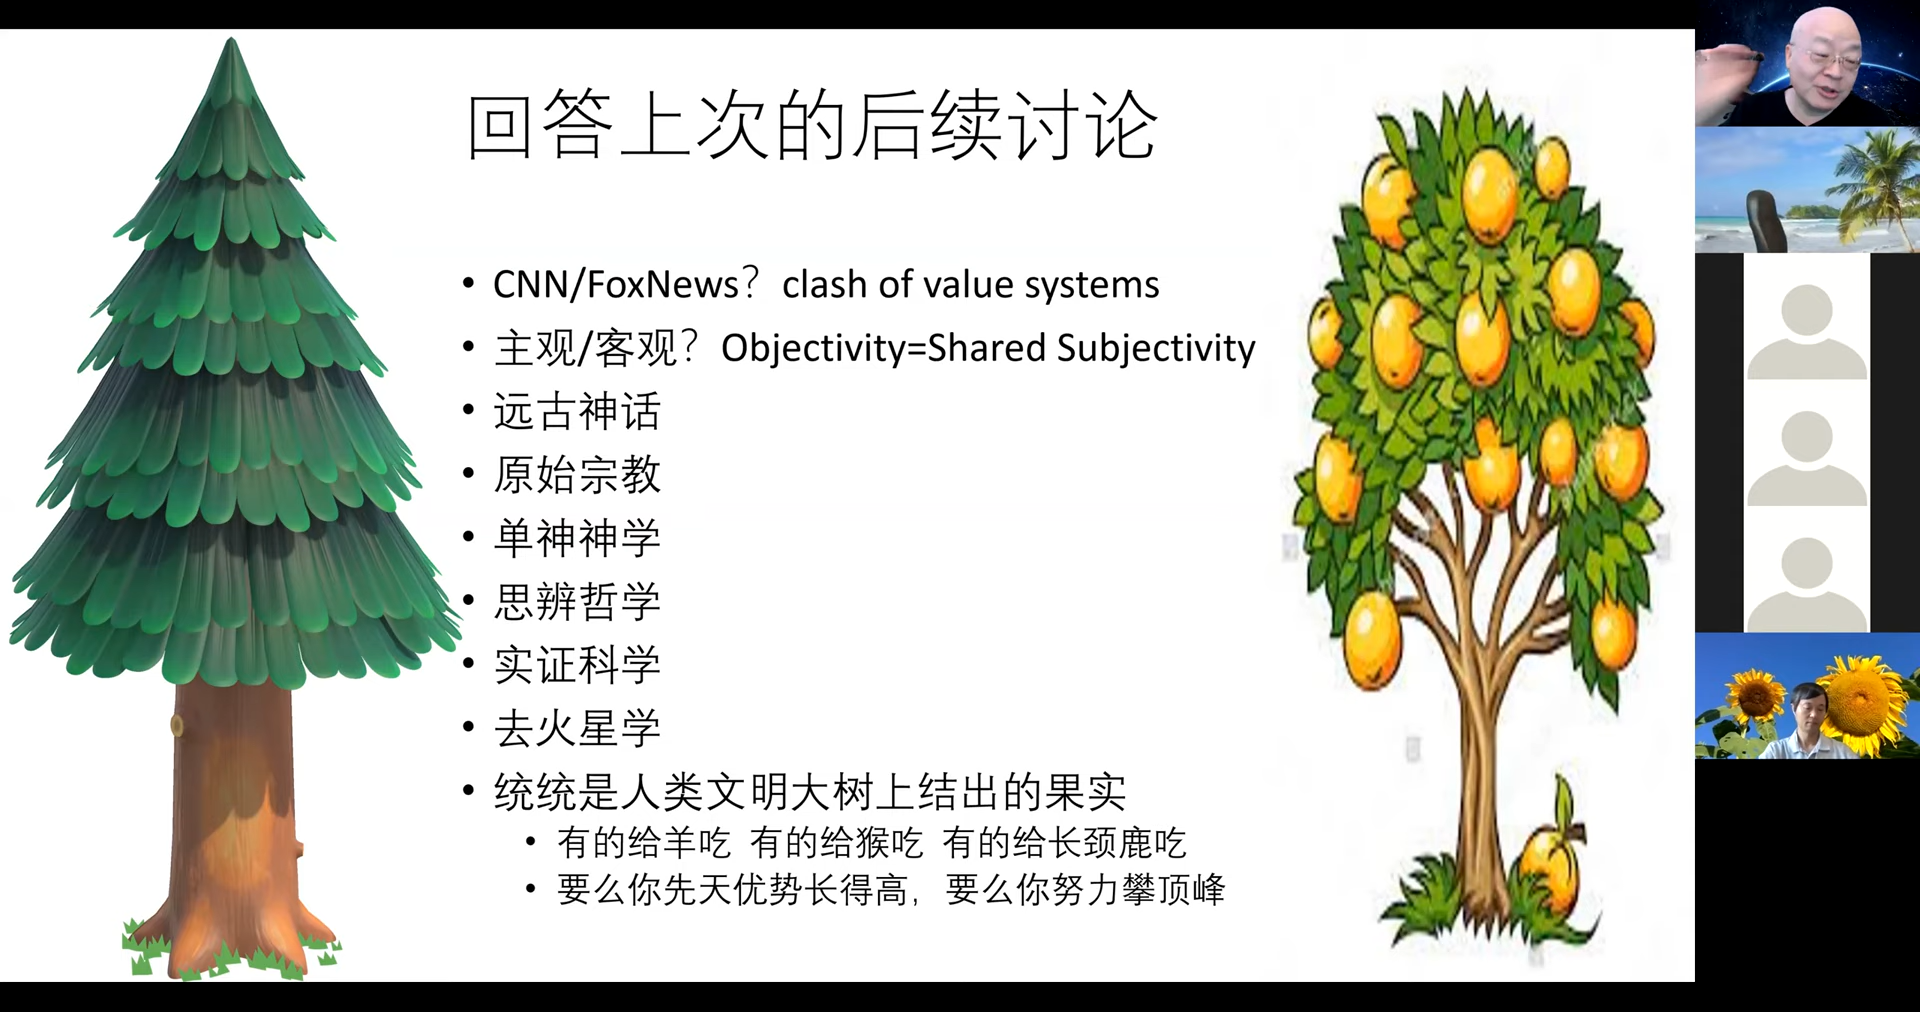 回答上次的后续讨论
• CNN/FoxNews？ clash of value systems
• 主观/客观？ Objectivity=Shared Subjectivity
• 远古神话
• 原始宗教
• 单神神学
• 思辨哲学
• 实证科学
• 去火星学
• 统统是人类文明大树上结出的果实
• 有的给羊吃 有的给猴吃 有的给长颈鹿吃
• 要么你先天优势长得高，要么你努力攀顶峰